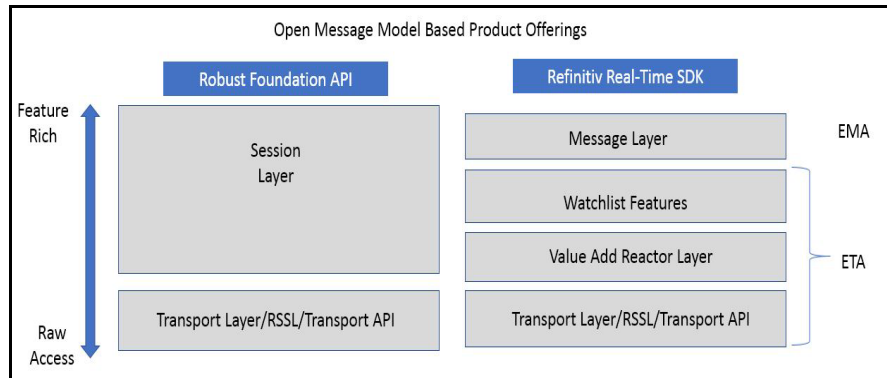 Open Message Model Based Product Offerings
Robust Foundation API
Refinitiv Real-Time SDK
Feature
Rich
Session
Layer
Message Layer
EMA
Watchlist Features
Value Add Reactor Layer
ETA
Transport Layer/RSSL/Transport API
Transport Layer/RSSL/Transport API
Raw
Access